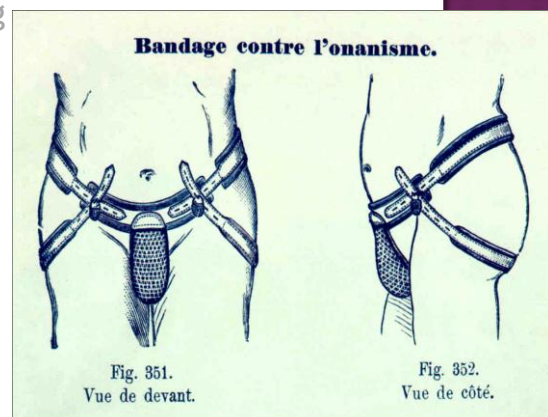 g
Bandage contre l'onanisme.
Fig. 351.
Vue de devant.
Fig. 352.
Vue de côté.